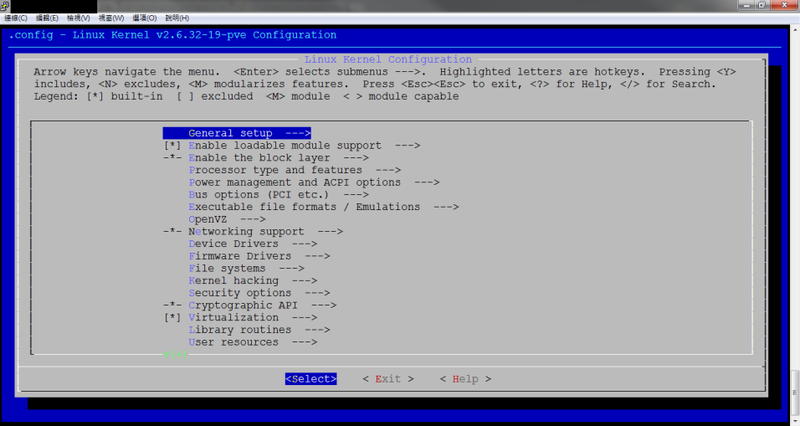 連線(C) 編輯(E) 檢視(V) 視窗(W) 選項(O) 說明(H)
.config - Linux Kernel v2.6.32-19-pve Configuration
Linux Kernel Configuration
Arrow keys navigate the menu.  <Enter> selects submenus --->.  Highlighted letters are hotkeys.  Pressing <Y>
includes, <N> excludes, <M> modularizes features.  Press <Esc><Esc> to exit, <?> for Help, </> for Search.
Legend: [*] built-in  [ ] excluded  <M> module  < > module capable
General setup  --->
[*] Enable loadable module support  --->
-*- Enable the block layer  --->
Processor type and features  --->
Power management and ACPI options  --->
Bus options (PCI etc.)  --->
Executable file formats / Emulations  --->
OpenVZ  --->
-*- Networking support  --->
Device Drivers  --->
Firmware Drivers  --->
File systems  --->
Kernel hacking  --->
Security options  --->
-*- Cryptographic API  --->
[*] Virtualization  --->
Library routines  --->
User resources  --->
<Select>    < Exit >    < Help >